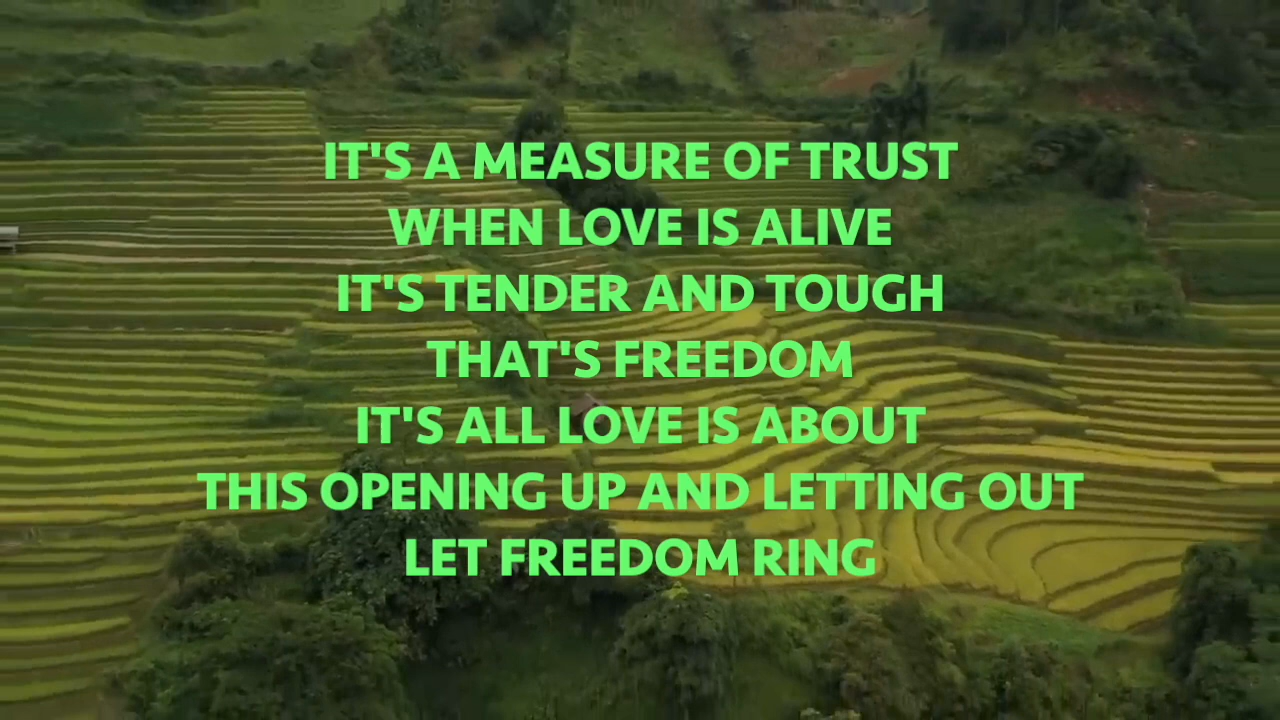 IT'S A MEASURE OF TRUST
WHEN LOVE IS ALIVE
IT'S TENDER AND TOUGH
THAT'S FREEDOM
IT'S ALL LOVE IS ABOUT
THIS OPENING UP AND LETTING OUT
LET FREEDOM RING